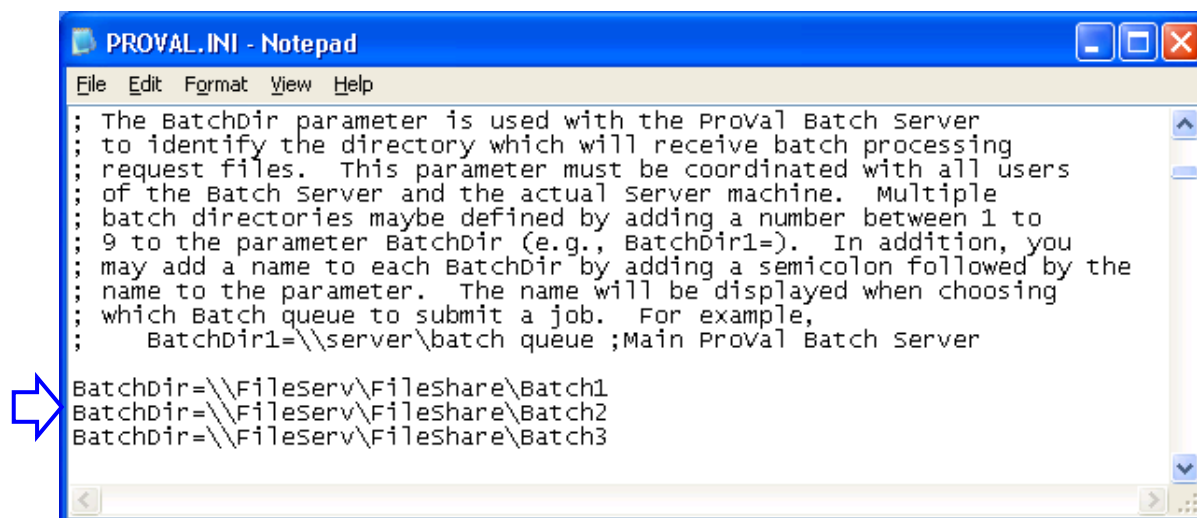 PROVAL.INI - Notepad
File Edit Format View Help
; The BatchDir parameter is used with the ProVal Batch Server
; to identify the directory which will receive batch processing
; request files.  This parameter must be coordinated with all users
; of the Batch Server and the actual Server machine.  Multiple
; batch directories maybe defined by adding a number between 1 to
; 9 to the parameter BatchDir (e.g., BatchDir1=).  In addition, you
; may add a name to each BatchDir by adding a semicolon followed by the
; name to the parameter.  The name will be displayed when choosing
; which Batch queue to submit a job.  For example,
;    BatchDir1=\\server\batch queue ;Main ProVal Batch Server
BatchDir=\\FileServ\FileShare\Batch1
BatchDir=\\FileServ\FileShare\Batch2
BatchDir=\\FileServ\FileShare\Batch3